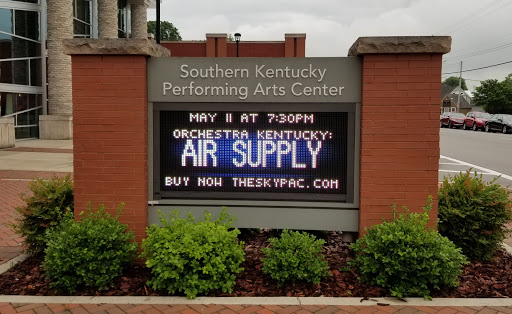 Southern Kentucky
Performing Arts Center
MAY 11 AT 7:30PM
ORCHESTRA KENTUCKY:
AIR SUPPLY
BUY NOW THESKYPAC.COM